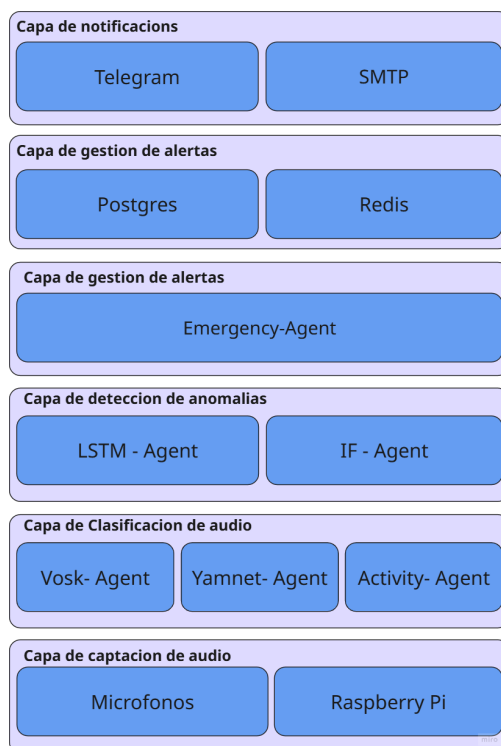 Capa de notificacions
Telegram
SMTP
Capa de gestion de alertas
Postgres
Redis
Capa de gestion de alertas
Emergency-Agent
Capa de deteccion de anomalias
LSTM - Agent
IF - Agent
Capa de Clasificacion de audio
Vosk- Agent
Yamnet- Agent
Activity- Agent
Capa de captacion de audio
Microfonos
Raspberry Pi
miro